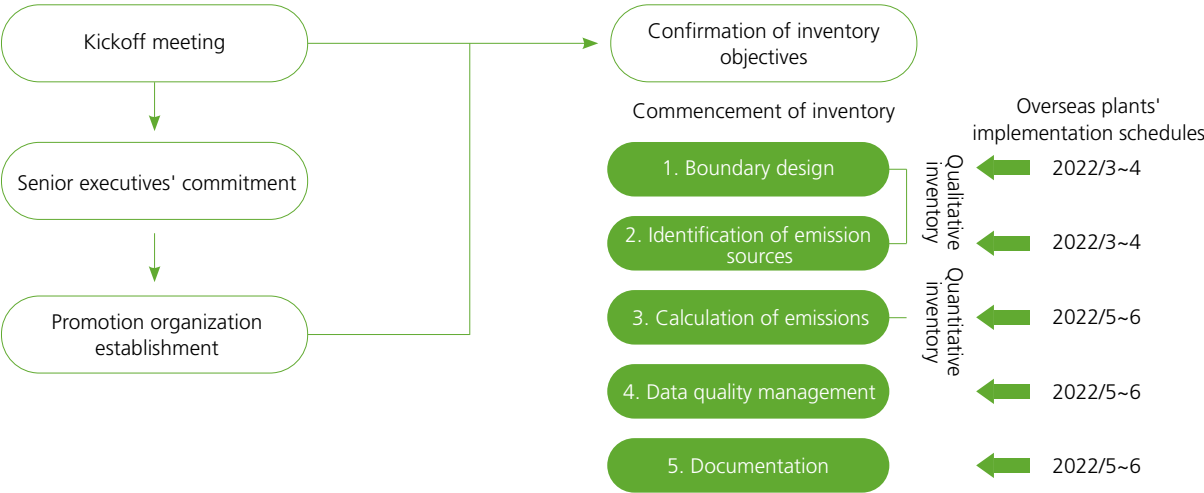 Kickoff meeting
Senior executives' commitment
Promotion organization
establishment
Confirmation of inventory
objectives
Commencement of inventory
Overseas plants'
implementation schedules
1. Boundary design
2. Identification of emission
sources
Qualitative
inventory
2022/3~4
2022/3~4
3. Calculation of emissions
Quantitative
inventory
2022/5~6
4. Data quality management
2022/5~6
5. Documentation
2022/5~6